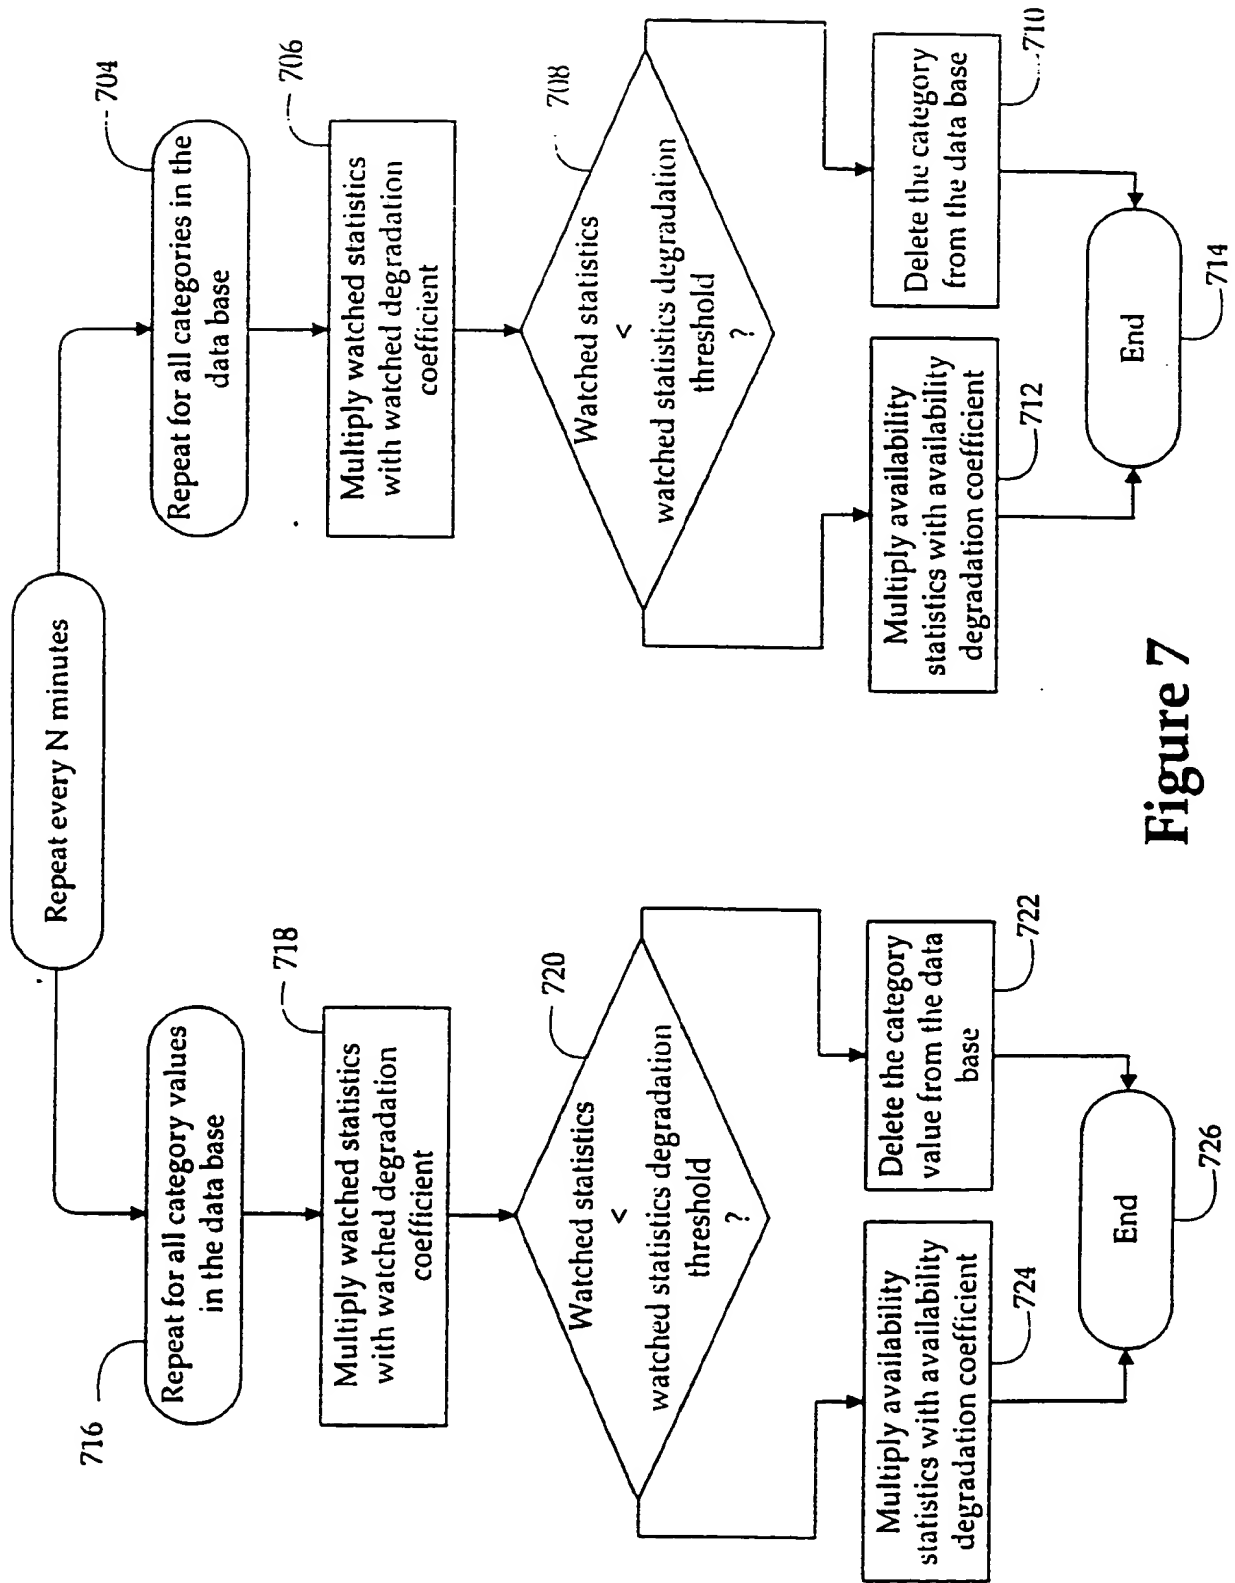 Repeat every N minutes
716
Repeat for all category values
in the data base
718
Multiply watched statistics
with watched degradation
coefficient
720
Watched statistics
<
watched statistics degradation
threshold
?
Multiply availability
statistics with availability
degradation coefficient
724
Delete the category
value from the data
base
722
End
726
704
Repeat for all categories in the
data base
706
Multiply watched statistics
with watched degradation
coefficient
708
Watched statistics
<
watched statistics degradation
threshold
?
Multiply availability
statistics with availability
degradation coefficient
712
Delete the category
from the data base
710
End
714
Figure 7